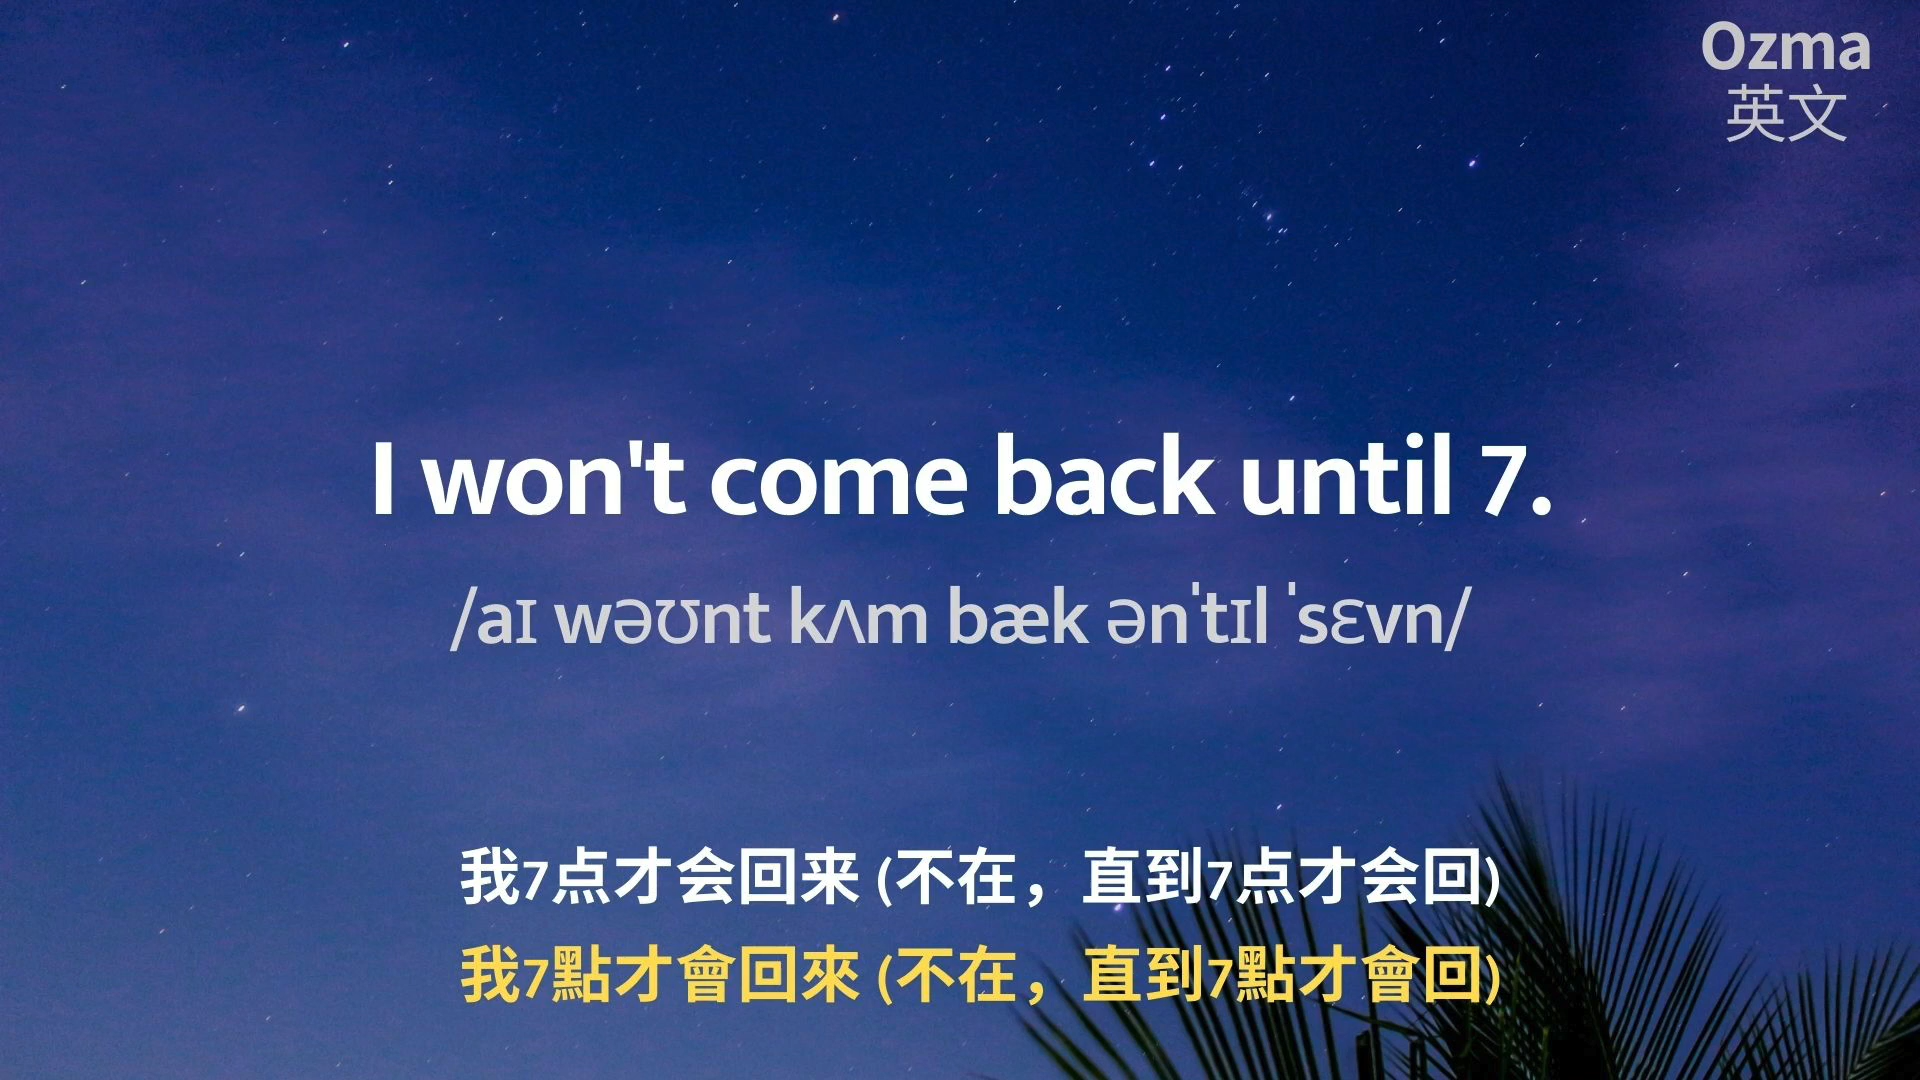 Ozma
英文
I won't come back until 7.
/aɪ wəʊnt kʌm bæk ənˈtɪl ˈsɛvn/
我7点才会回来 (不在，直到7点才会回)
我7點才會回來 (不在，直到7點才會回)